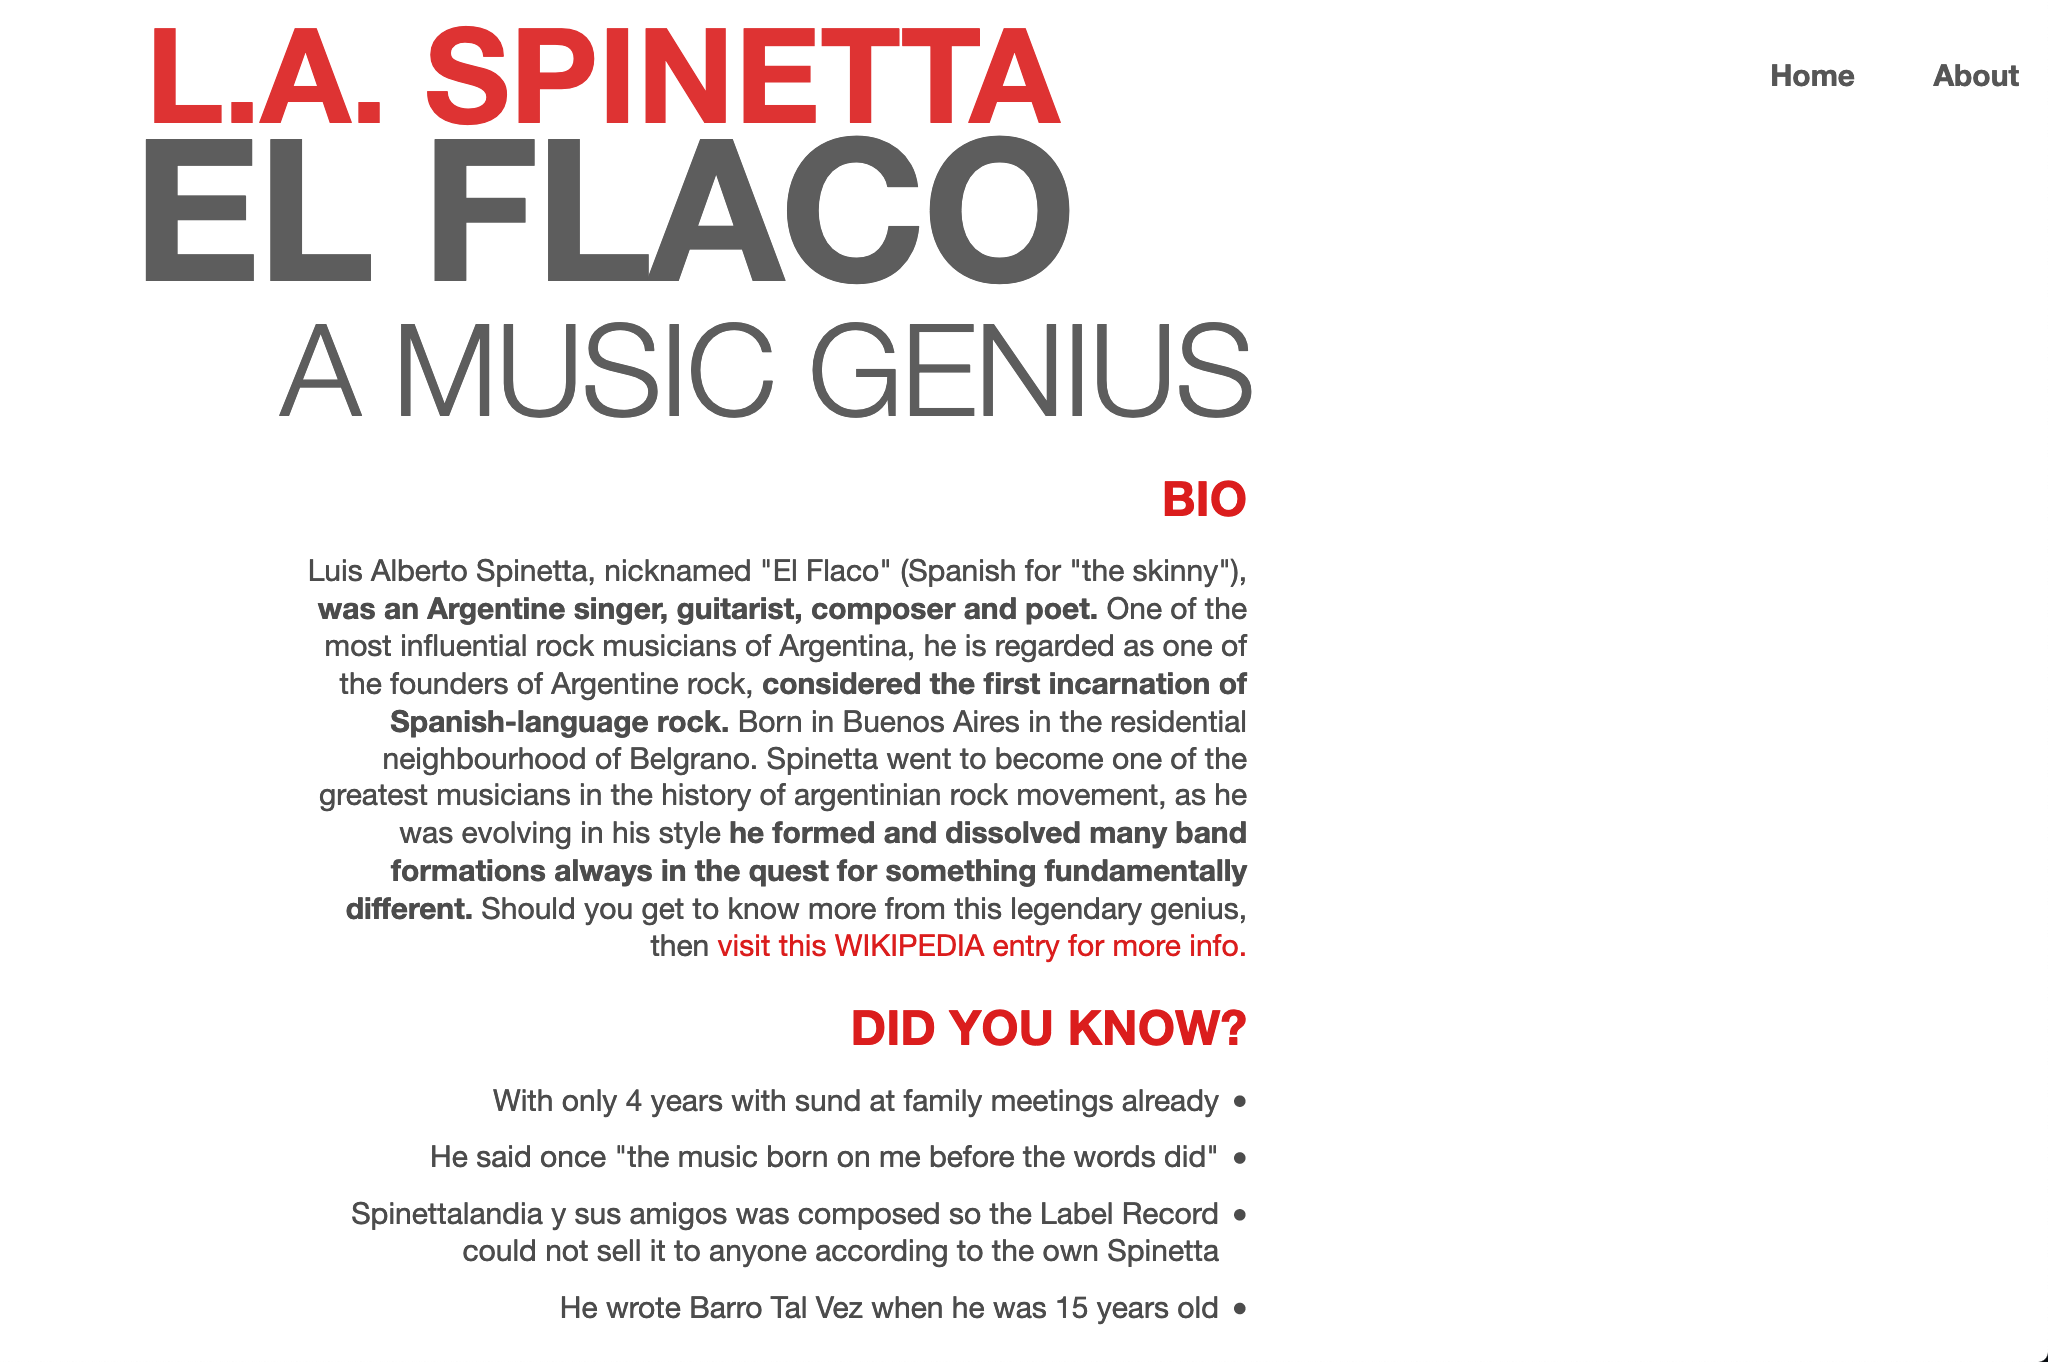 L.A. SPINETTA
EL FLACO
A MUSIC GENIUS
Home
About
BIO
Luis Alberto Spinetta, nicknamed "El Flaco" (Spanish for "the skinny"),
was an Argentine singer, guitarist, composer and poet. One of the
most influential rock musicians of Argentina, he is regarded as one of
the founders of Argentine rock, considered the first incarnation of
Spanish-language rock. Born in Buenos Aires in the residential
neighbourhood of Belgrano. Spinetta went to become one of the
greatest musicians in the history of argentinian rock movement, as he
was evolving in his style he formed and dissolved many band
formations always in the quest for something fundamentally
different. Should you get to know more from this legendary genius,
then visit this WIKIPEDIA entry for more info.
DID YOU KNOW?
With only 4 years with sund at family meetings already •
He said once "the music born on me before the words did" •
Spinettalandia y sus amigos was composed so the Label Record •
could not sell it to anyone according to the own Spinetta
He wrote Barro Tal Vez when he was 15 years old •